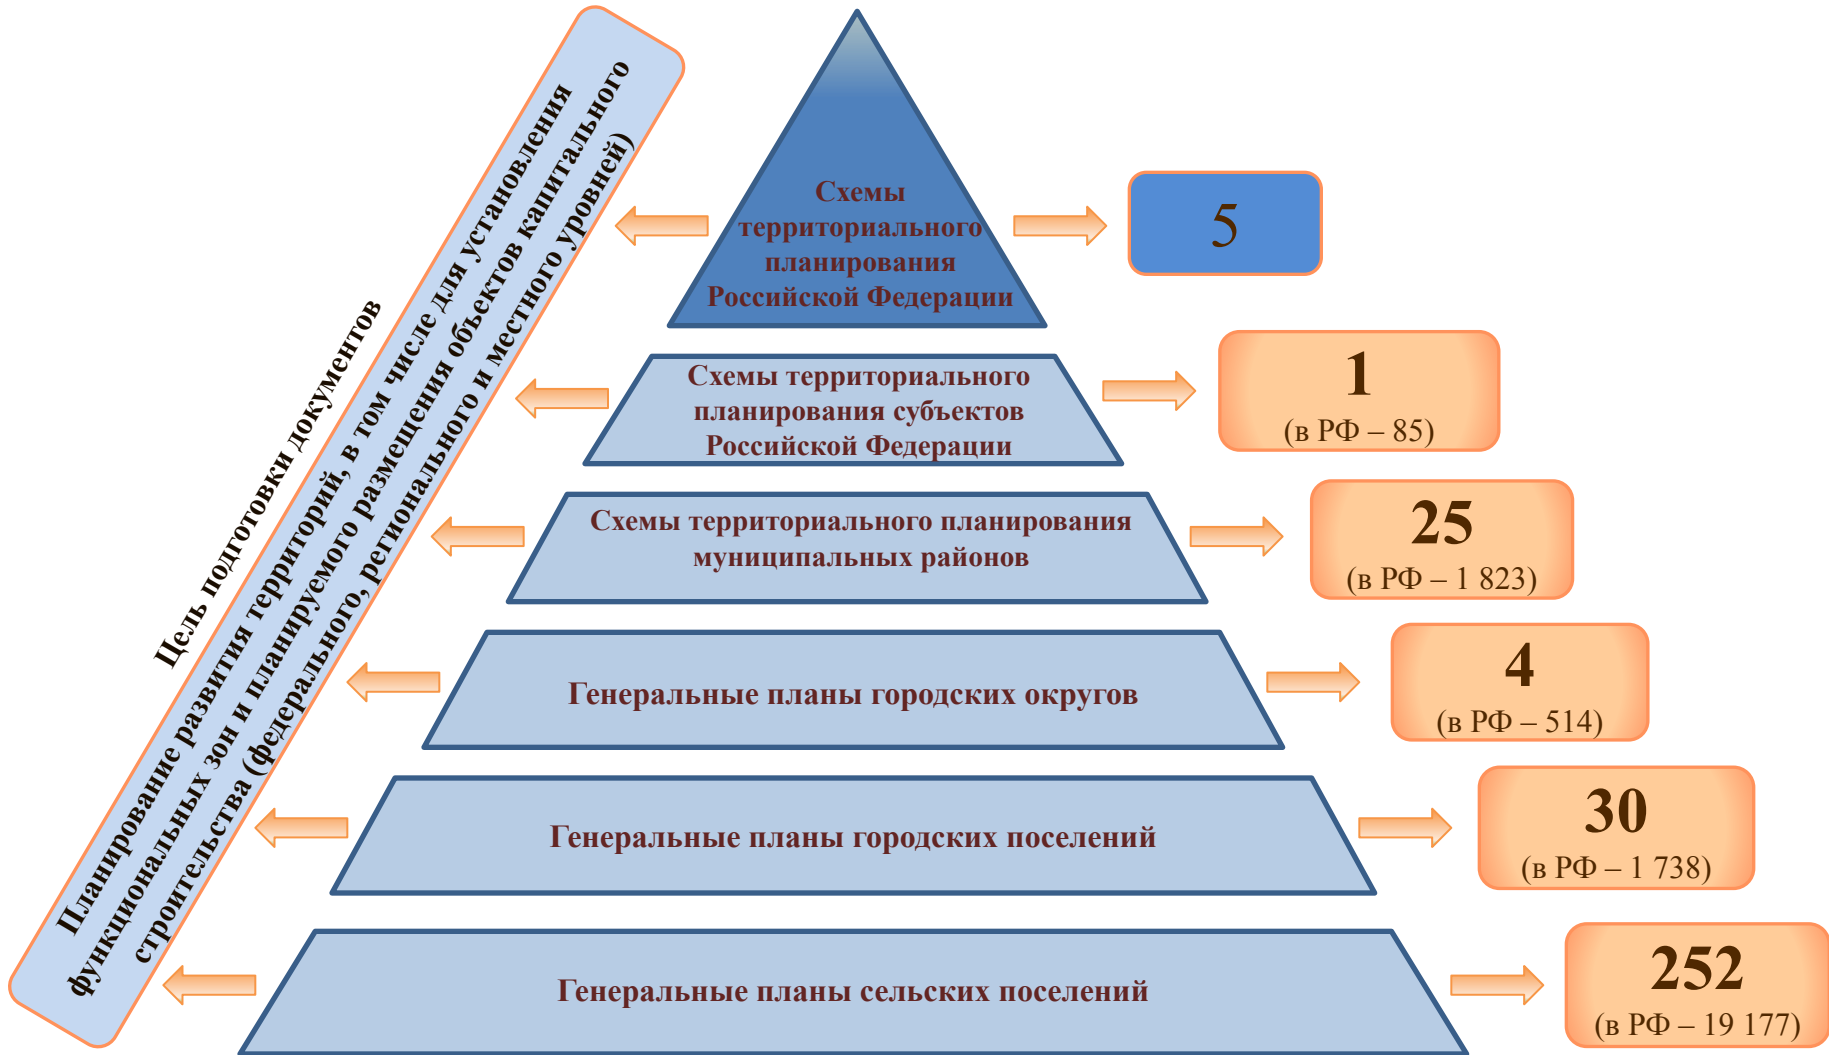 Цель подготовки документов
Планирование развития территорий, в том числе для установления
функциональных зон и планируемого размещения объектов капитального
строительства (федерального, регионального и местного уровней)
Схемы
территориального
планирования
Российской Федерации
5
Схемы территориального
планирования субъектов
Российской Федерации
1
(в РФ – 85)
Схемы территориального планирования
муниципальных районов
25
(в РФ – 1 823)
Генеральные планы городских округов
4
(в РФ – 514)
Генеральные планы городских поселений
30
(в РФ – 1 738)
Генеральные планы сельских поселений
252
(в РФ – 19 177)